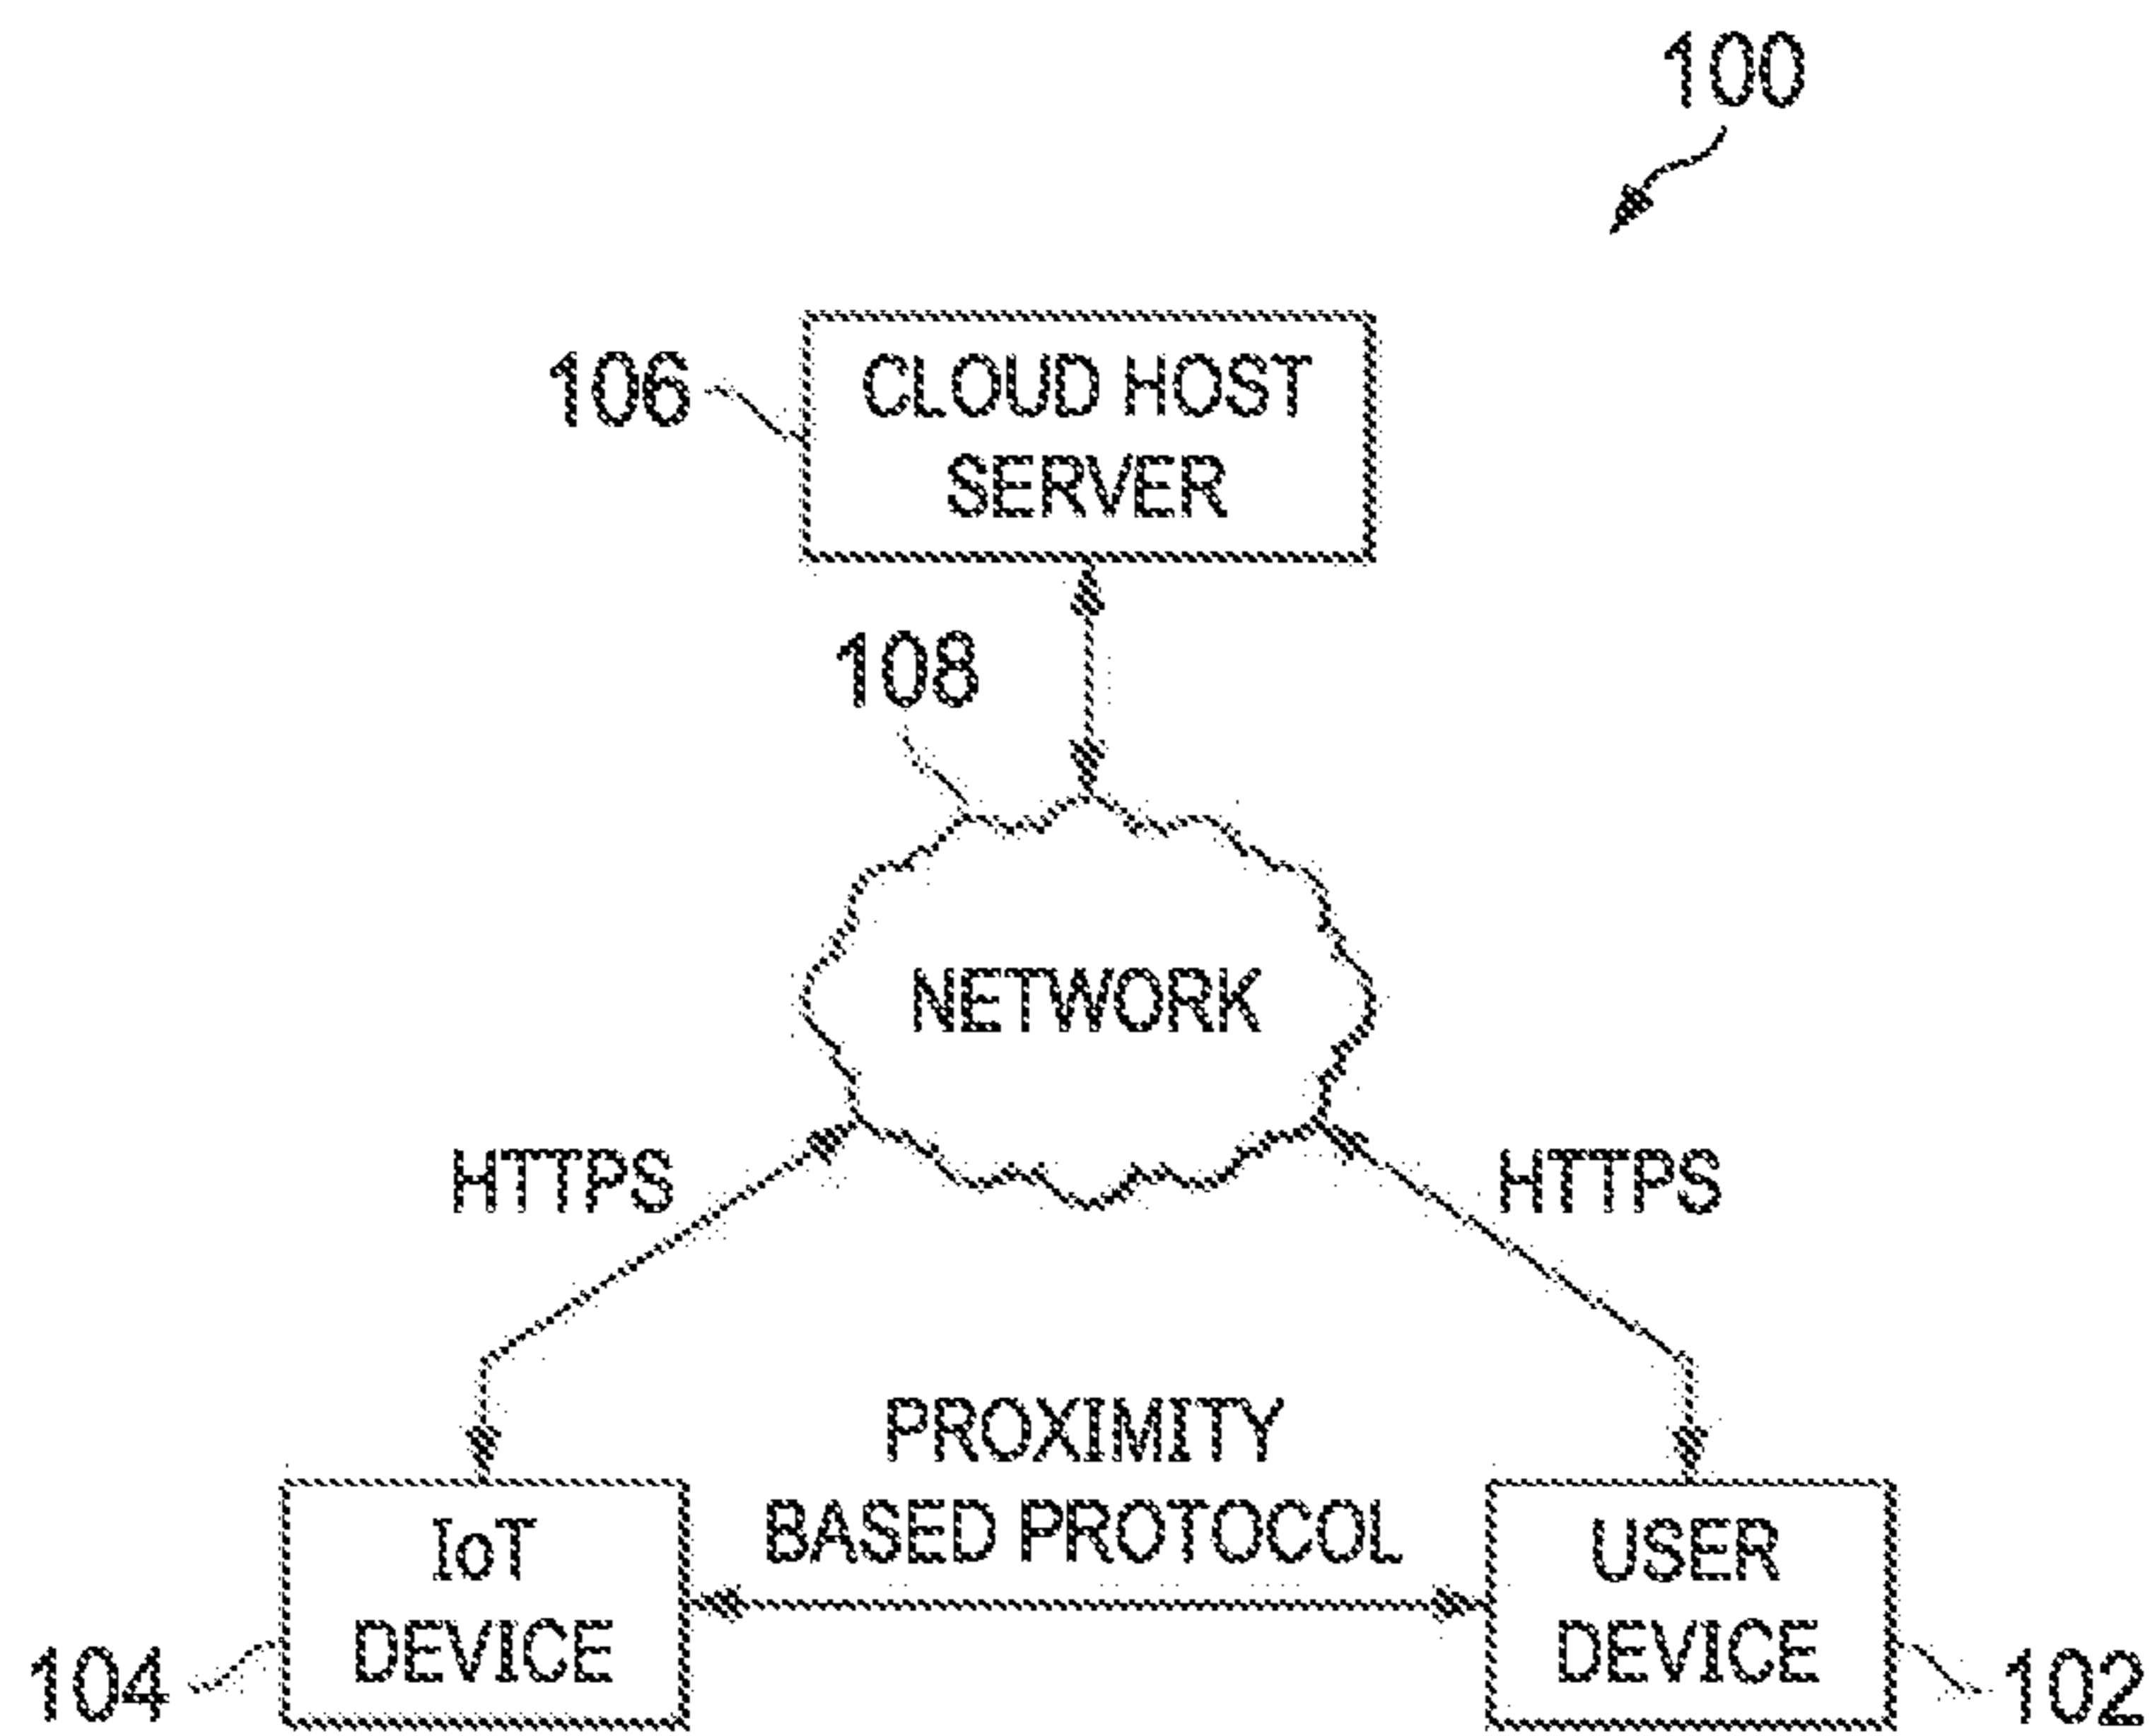 100
106
CLOUD HOST
SERVER
108
NETWORK
HTTPS
HTTPS
PROXIMITY
BASED PROTOCOL
IoT
DEVICE
USER
DEVICE
104
102